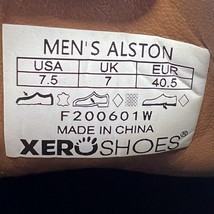 MEN'S ALSTON
USA UK EUR
7.5 7 40.5
F200601W
MADE IN CHINA
XEROSHOES®